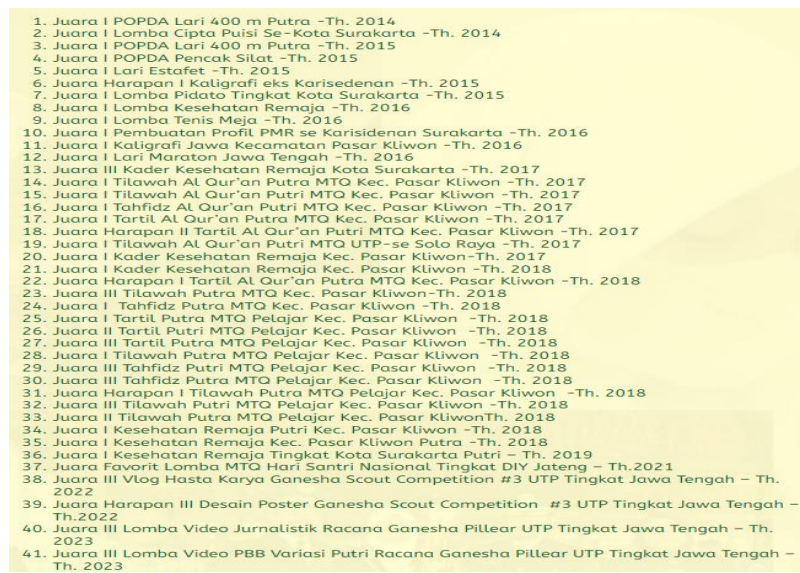 1. Juara I POPDA Lari 400 m Putra -Th. 2014
2. Juara I Lomba Cipta Puisi Se-Kota Surakarta -Th. 2014
3. Juara I POPDA Lari 400 m Putra -Th. 2015
4. Juara I POPDA Pencak Silat -Th. 2015
5. Juara I Lari Estafet -Th. 2015
6. Juara Harapan I Kaligrafi eks Karisedenan -Th. 2015
7. Juara I Lomba Pidato Tingkat Kota Surakarta -Th. 2015
8. Juara I Lomba Kesehatan Remaja -Th. 2016
9. Juara I Lomba Tenis Meja -Th. 2016
10. Juara I Pembuatan Profil PMR se Karisidenan Surakarta -Th. 2016
11. Juara I Kaligrafi Jawa Kecamatan Pasar Kliwon -Th. 2016
12. Juara I Lari Maraton Jawa Tengah -Th. 2016
13. Juara III Kader Kesehatan Remaja Kota Surakarta -Th. 2017
14. Juara I Tilawah Al Qur'an Putra MTQ Kec. Pasar Kliwon -Th. 2017
15. Juara I Tilawah Al Qur'an Putri MTQ Kec. Pasar Kliwon -Th. 2017
16. Juara I Tahfidz Al Qur'an Putri MTQ Kec. Pasar Kliwon -Th. 2017
17. Juara I Tartil Al Qur'an Putra MTQ Kec. Pasar Kliwon -Th. 2017
18. Juara Harapan II Tartil Al Qur'an Putri MTQ Kec. Pasar Kliwon -Th. 2017
19. Juara I Tilawah Al Qur'an Putri MTQ UTP-se Solo Raya -Th. 2017
20. Juara I Kader Kesehatan Remaja Kec. Pasar Kliwon-Th. 2017
21. Juara I Kader Kesehatan Remaja Kec. Pasar Kliwon -Th. 2018
22. Juara Harapan I Tartil Al Qur'an Putra MTQ Kec. Pasar Kliwon -Th. 2018
23. Juara III Tilawah Putra MTQ Kec. Pasar Kliwon-Th. 2018
24. Juara I Tahfidz Putra MTQ Kec. Pasar Kliwon -Th. 2018
25. Juara I Tartil Putra MTQ Pelajar Kec. Pasar Kliwon -Th. 2018
26. Juara II Tartil Putri MTQ Pelajar Kec. Pasar Kliwon -Th. 2018
27. Juara III Tartil Putra MTQ Pelajar Kec. Pasar Kliwon -Th. 2018
28. Juara I Tilawah Putra MTQ Pelajar Kec. Pasar Kliwon -Th. 2018
29. Juara III Tahfidz Putri MTQ Pelajar Kec. Pasar Kliwon -Th. 2018
30. Juara III Tahfidz Putra MTQ Pelajar Kec. Pasar Kliwon -Th. 2018
31. Juara Harapan I Tilawah Putra MTQ Pelajar Kec. Pasar Kliwon -Th. 2018
32. Juara III Tilawah Putri MTQ Pelajar Kec. Pasar Kliwon -Th. 2018
33. Juara II Tilawah Putra MTQ Pelajar Kec. Pasar KliwonTh. 2018
34. Juara I Kesehatan Remaja Putri Kec. Pasar Kliwon -Th. 2018
35. Juara I Kesehatan Remaja Kec. Pasar Kliwon Putra -Th. 2018
36. Juara I Kesehatan Remaja Tingkat Kota Surakarta Putri – Th. 2019
37. Juara Favorit Lomba MTQ Hari Santri Nasional Tingkat DIY Jateng – Th.2021
38. Juara III Vlog Hasta Karya Ganesha Scout Competition #3 UTP Tingkat Jawa Tengah – Th.
2022
39. Juara Harapan III Desain Poster Ganesha Scout Competition #3 UTP Tingkat Jawa Tengah –
Th.2022
40. Juara III Lomba Video Jurnalistik Racana Ganesha Pillear UTP Tingkat Jawa Tengah – Th.
2023
41. Juara III Lomba Video PBB Variasi Putri Racana Ganesha Pillear UTP Tingkat Jawa Tengah –
Th. 2023